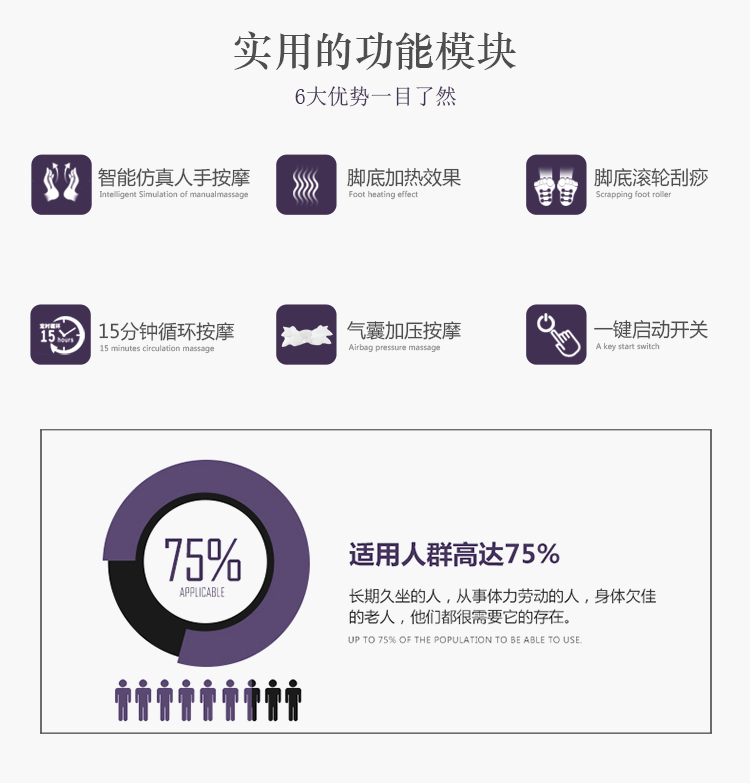 实用的功能模块
6大优势一目了然
智能仿真人手按摩
Intelligent Simulation of manualmassage
脚底加热效果
Foot heating effect
脚底滚轮刮痧
Scrapping foot roller
定时循环
15 hours
15分钟循环按摩
15 minutes circulation massage
气囊加压按摩
Airbag pressure massage
一键启动开关
A key start switch
75%
APPLICABLE
适用人群高达75%
长期久坐的人，从事体力劳动的人，身体欠佳
的老人，他们都很需要它的存在。
UP TO 75% OF THE POPULATION TO BE ABLE TO USE.